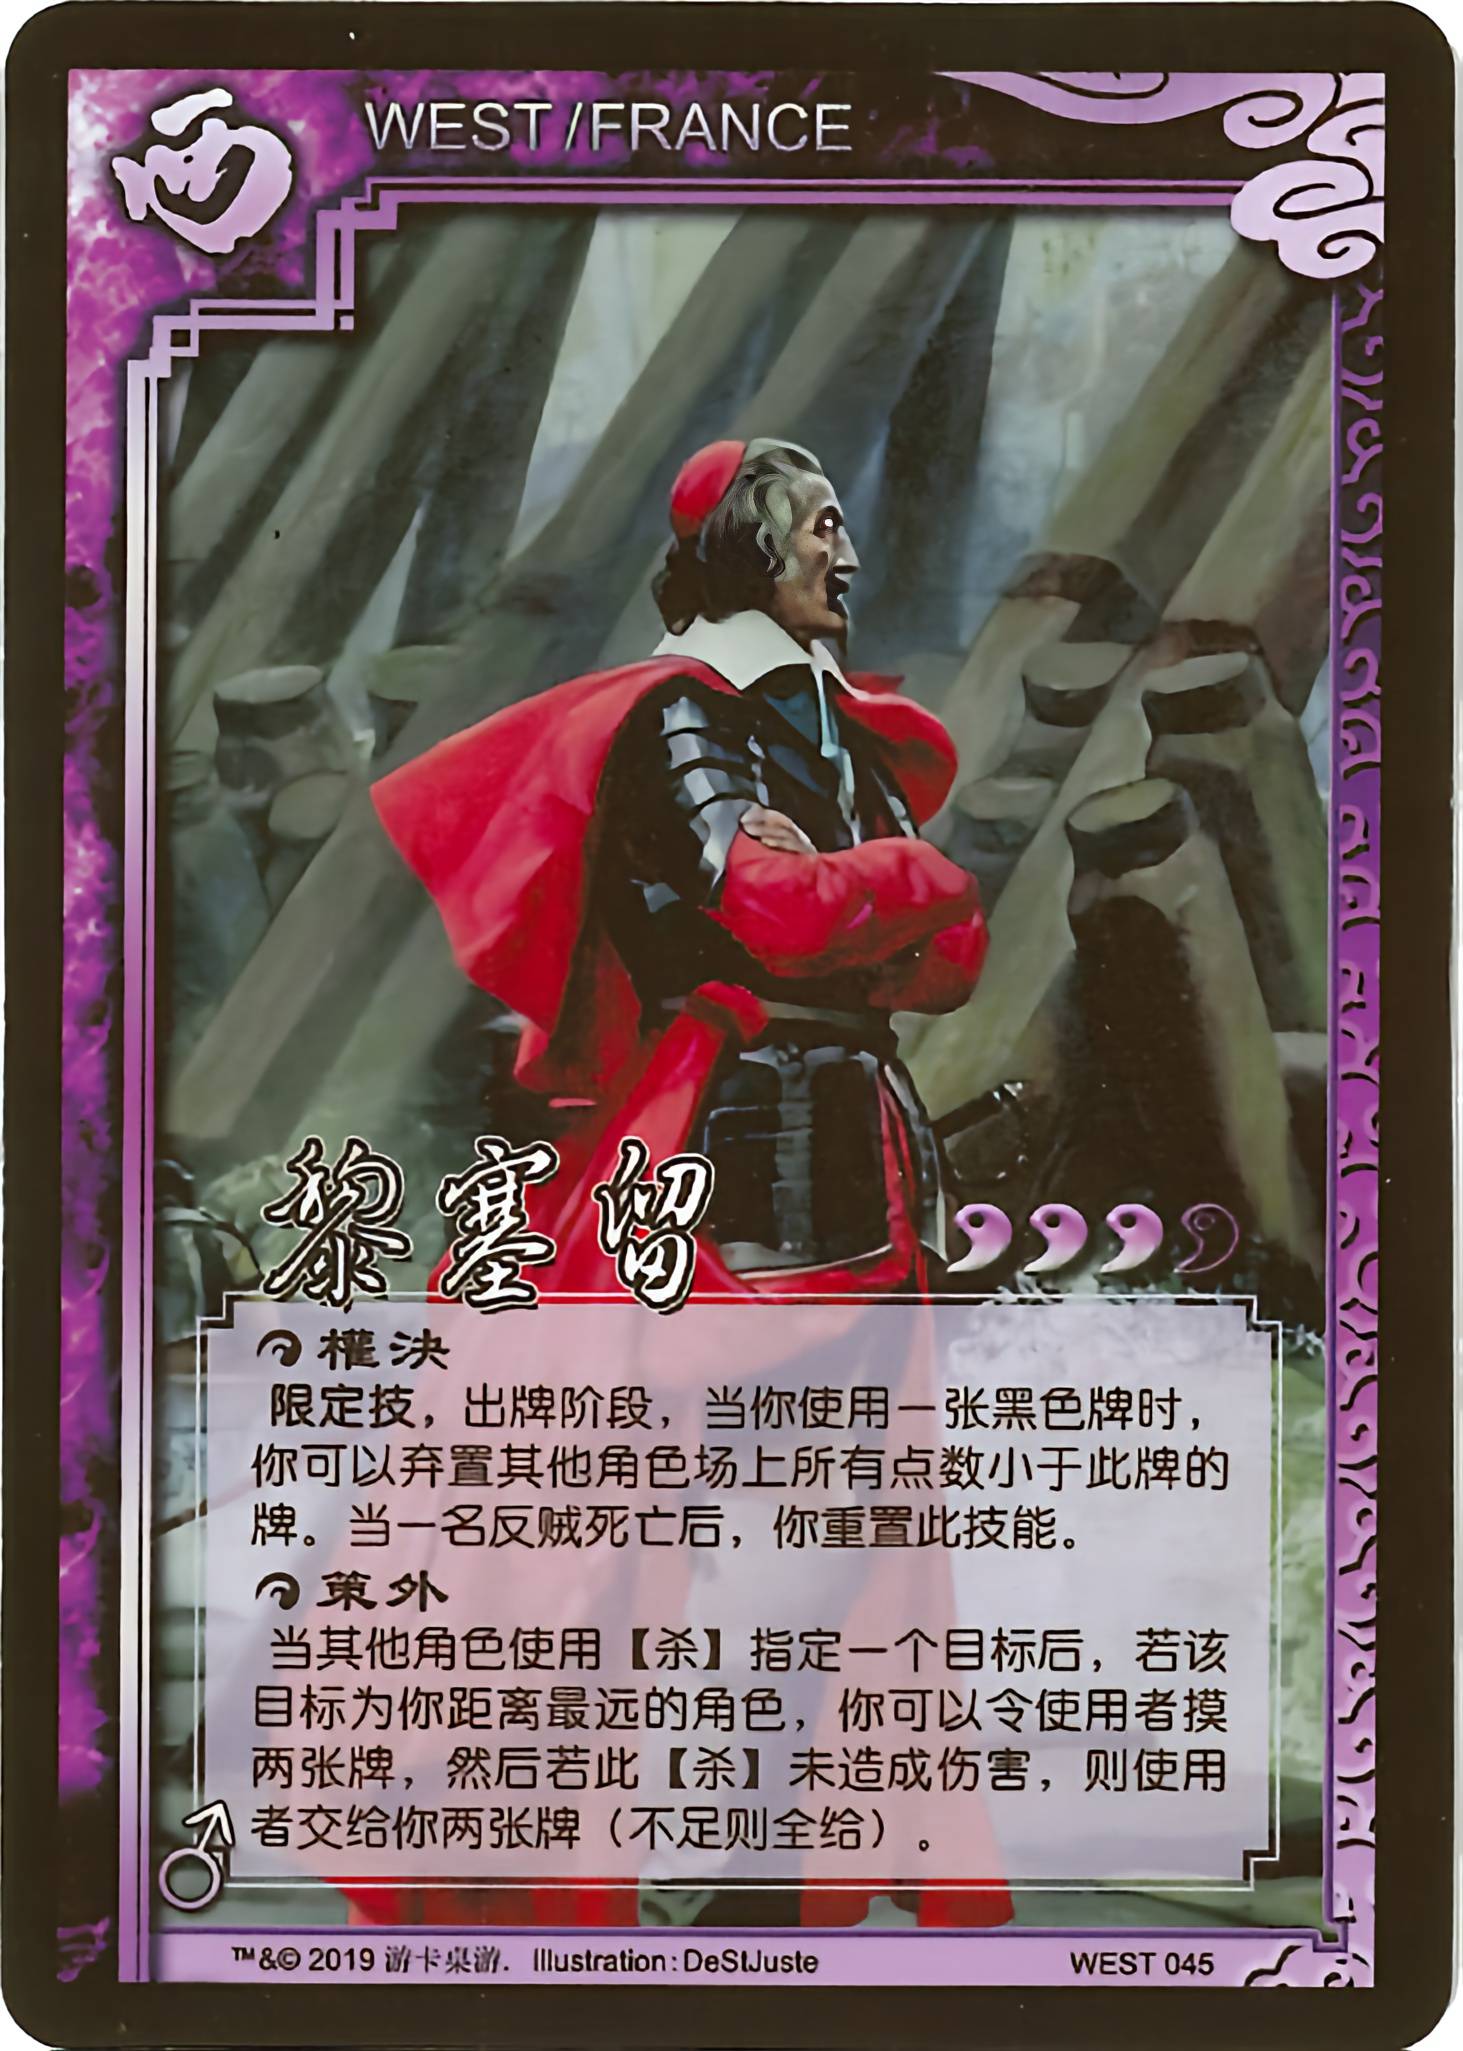 西
WEST/FRANCE
黎塞留
權決
限定技，出牌阶段，当你使用一张黑色牌时，
你可以弃置其他角色场上所有点数小于此牌的
牌。当一名反贼死亡后，你重置此技能。
策外
当其他角色使用【杀】指定一个目标后，若该
目标为你距离最远的角色，你可以令使用者摸
两张牌，然后若此【杀】未造成伤害，则使用
者交给你两张牌（不足则全给）。
™&© 2019 游卡桌游. Illustration:DeStJuste
WEST 045